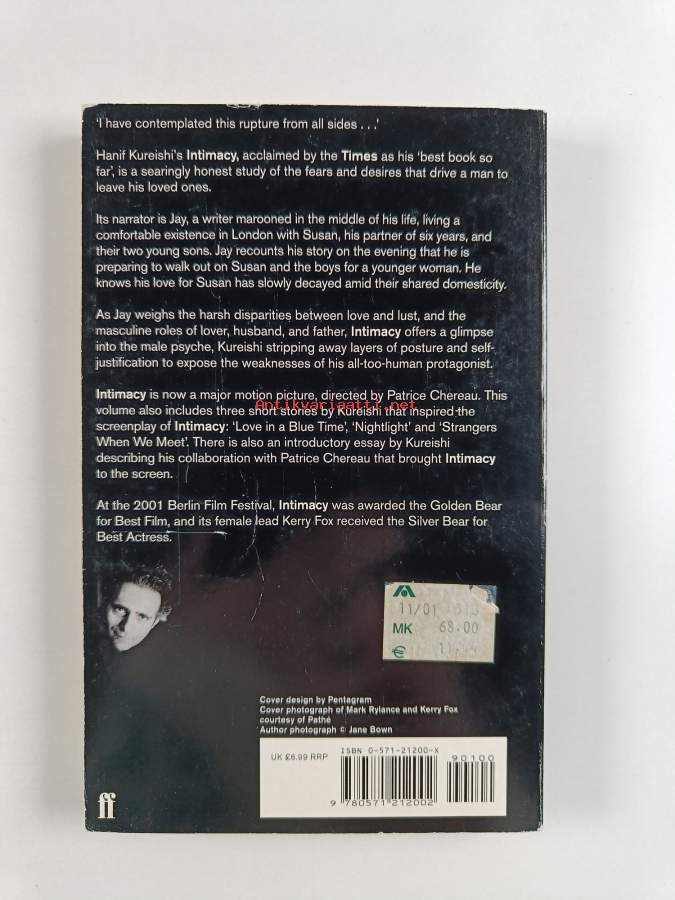 'I have contemplated this rupture from all sides . . .'
Hanif Kureishi's Intimacy, acclaimed by the Times as his 'best book so
far', is a searingly honest study of the fears and desires that drive a man to
leave his loved ones.
Its narrator is Jay, a writer marooned in the middle of his life, living a
comfortable existence in London with Susan, his partner of six years, and
their two young sons. Jay recounts his story on the evening that he is
preparing to walk out on Susan and the boys for a younger woman. He
knows his love for Susan has slowly decayed amid their shared domesticity.
As Jay weighs the harsh disparities between love and lust, and the
masculine roles of lover, husband, and father, Intimacy offers a glimpse
into the male psyche, Kureishi stripping away layers of posture and self-
justification to expose the weaknesses of his all-too-human protagonist.
Intimacy is now a major motion picture, directed by Patrice Chereau. This
Antikvariaatti.net
volume also includes three short stories by Kureishi that inspired the
screenplay of Intimacy: 'Love in a Blue Time', 'Nightlight' and 'Strangers
When We Meet'. There is also an introductory essay by Kureishi
describing his collaboration with Patrice Chereau that brought Intimacy
to the screen.
At the 2001 Berlin Film Festival, Intimacy was awarded the Golden Bear
for Best Film, and its female lead Kerry Fox received the Silver Bear for
Best Actress.
11/01
MK 68.00
€
Cover design by Pentagram
Cover photograph of Mark Rylance and Kerry Fox
courtesy of Pathé
Author photograph © Jane Bown
UK £6.99 RRP
ISBN 0-571-21200-X
90100
9 780571 212002
ff